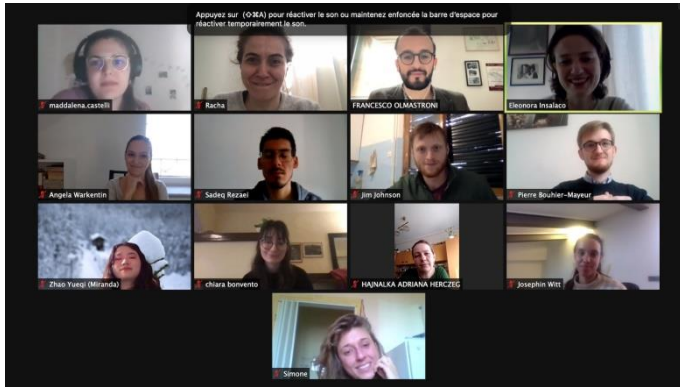 Appuyez sur (⇧⌘A) pour réactiver le son ou maintenez enfoncée la barre d'espace pour
réactiver temporairement le son.
maddalena.castelli
Racha
FRANCESCO OLMASTRONI
Eleonora Insalaco
Angela Warkentin
Sadeq Rezaei
Jim Johnson
Pierre Bouhier-Mayeur
Zhao Yueqi (Miranda)
chiara bonvento
HAJNALKA ADRIANA HERCZEG
Josephin Witt
Simone